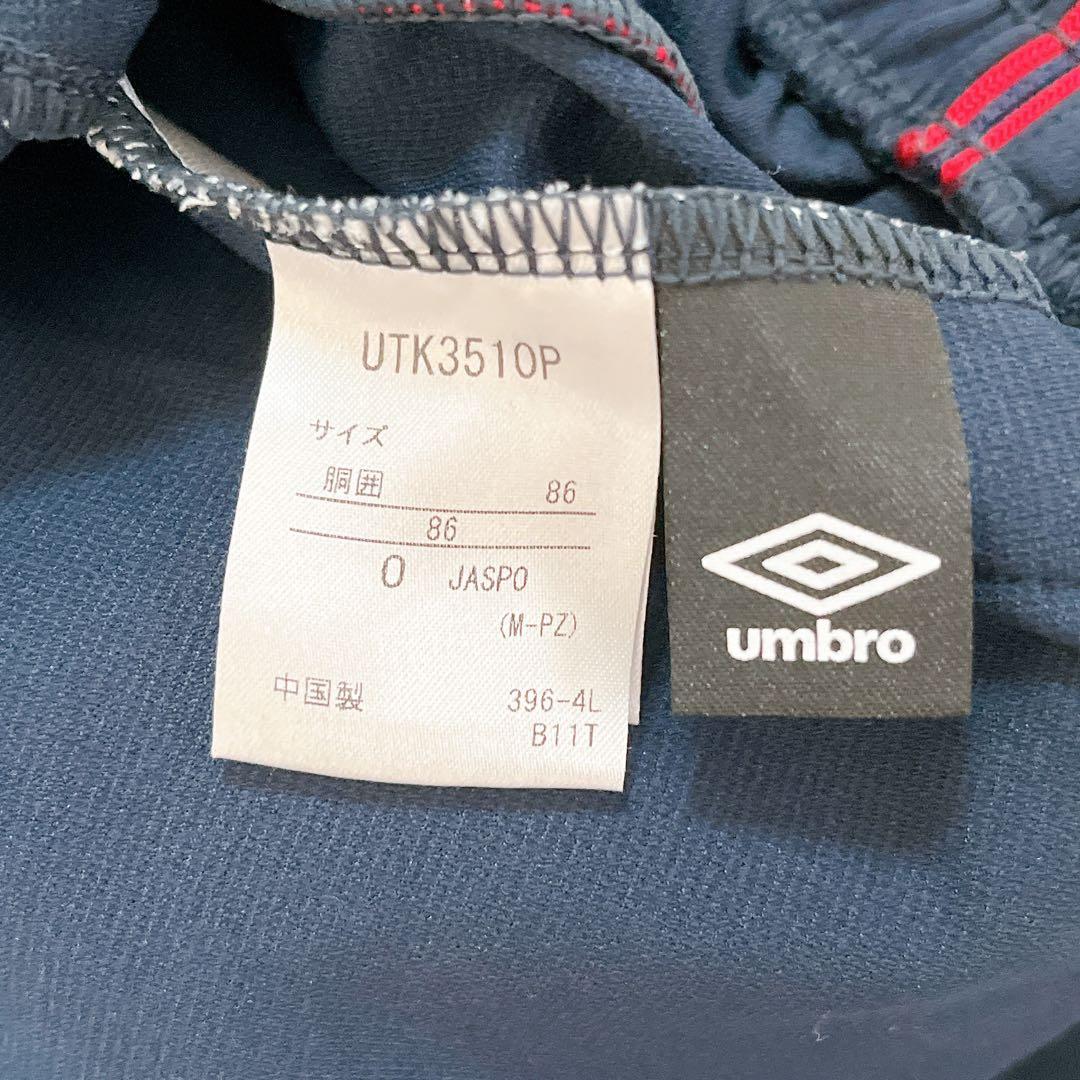 UTK3510P
サイズ
胴囲 86
86
O JASPO
(M-PZ)
中国製 396-4L
B11T
umbro